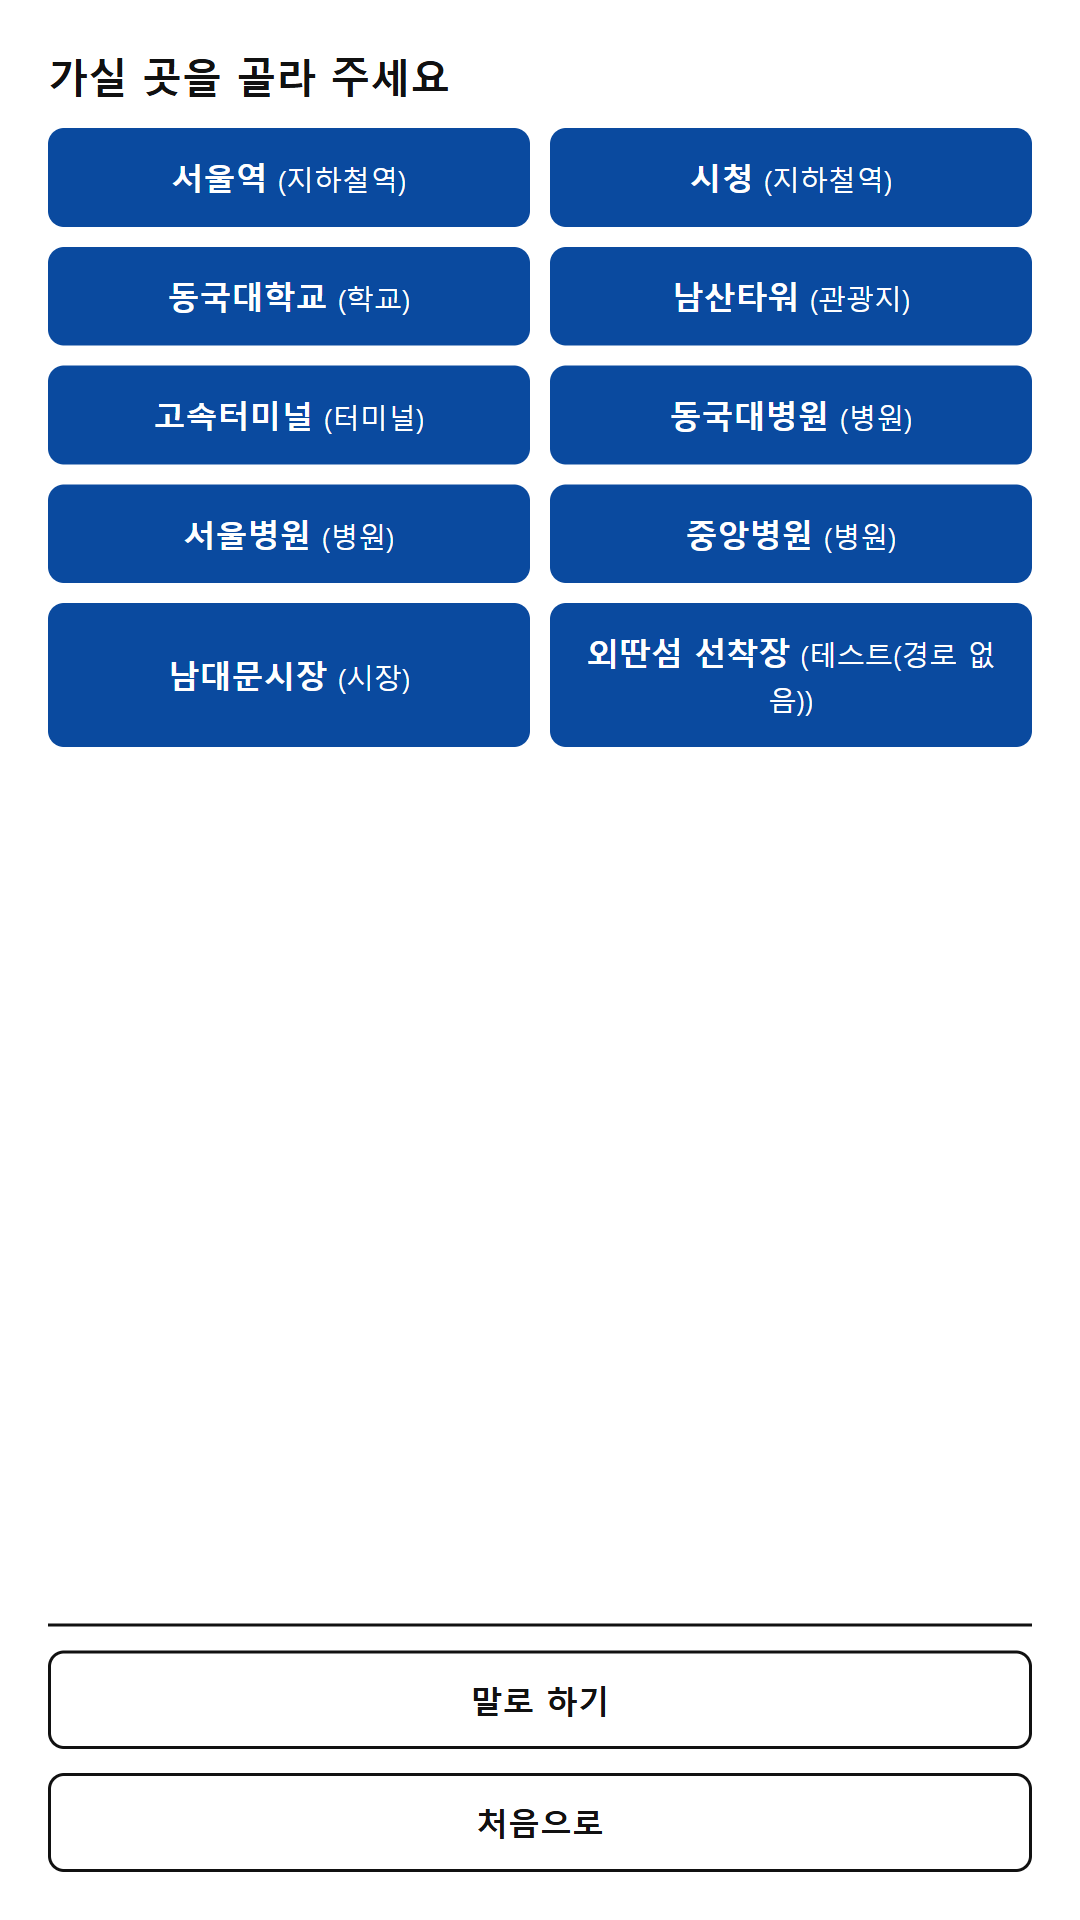 가실 곳을 골라 주세요
서울역 (지하철역)
시청 (지하철역)
동국대학교 (학교)
남산타워 (관광지)
고속터미널 (터미널)
동국대병원 (병원)
서울병원 (병원)
중앙병원 (병원)
남대문시장 (시장)
외딴섬 선착장 (테스트(경로 없
음))
말로 하기
처음으로